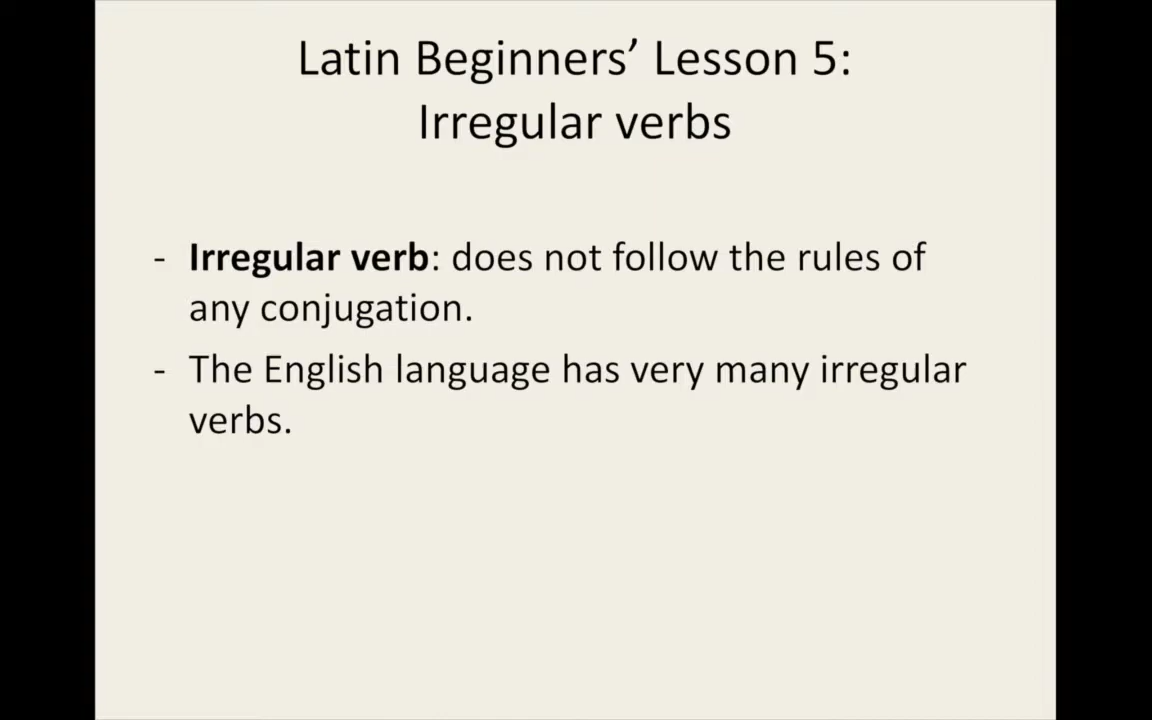 Latin Beginners’ Lesson 5:
Irregular verbs
- Irregular verb: does not follow the rules of
any conjugation.
- The English language has very many irregular
verbs.